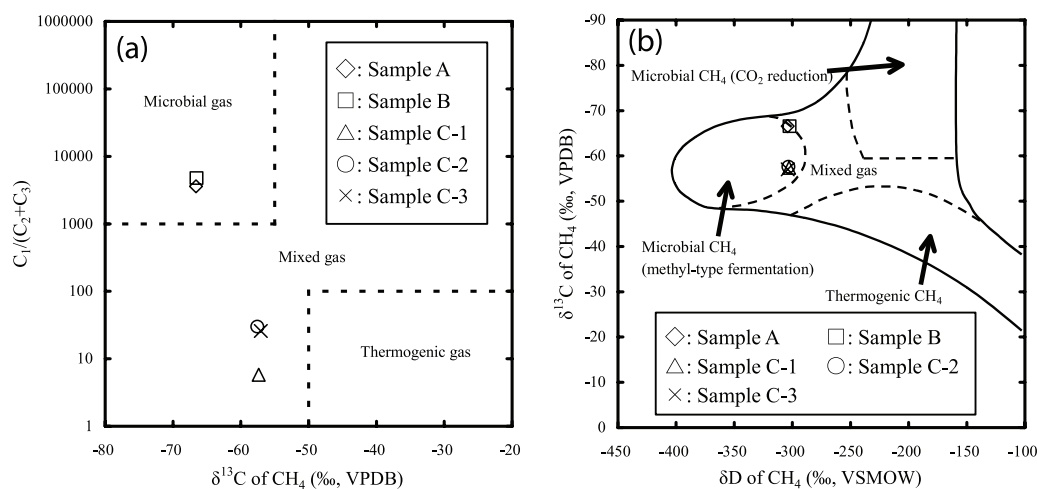 (a)
1000000
100000
10000
1000
100
10
1
C₁/(C₂+C₃)
Microbial gas
Mixed gas
Thermogenic gas
◇: Sample A
□: Sample B
△: Sample C-1
○: Sample C-2
×: Sample C-3
-80 -70 -60 -50 -40 -30 -20
δ¹³C of CH₄ (‰, VPDB)
(b)
-90
-80
-70
-60
-50
-40
-30
-20
-10
0
δ¹³C of CH₄ (‰, VPDB)
Microbial CH₄ (CO₂ reduction)
Mixed gas
Microbial CH₄
(methyl-type fermentation)
Thermogenic CH₄
◇: Sample A □: Sample B
△: Sample C-1 ○: Sample C-2
×: Sample C-3
-450 -400 -350 -300 -250 -200 -150 -100
δD of CH₄ (‰, VSMOW)